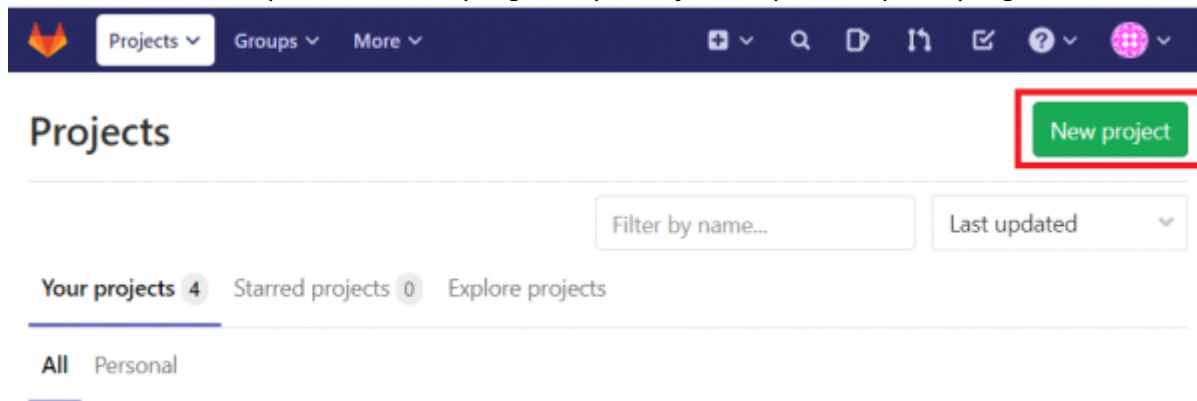 Projects Groups More
Projects
New project
Filter by name...
Last updated
Your projects 4 Starred projects 0 Explore projects
All Personal